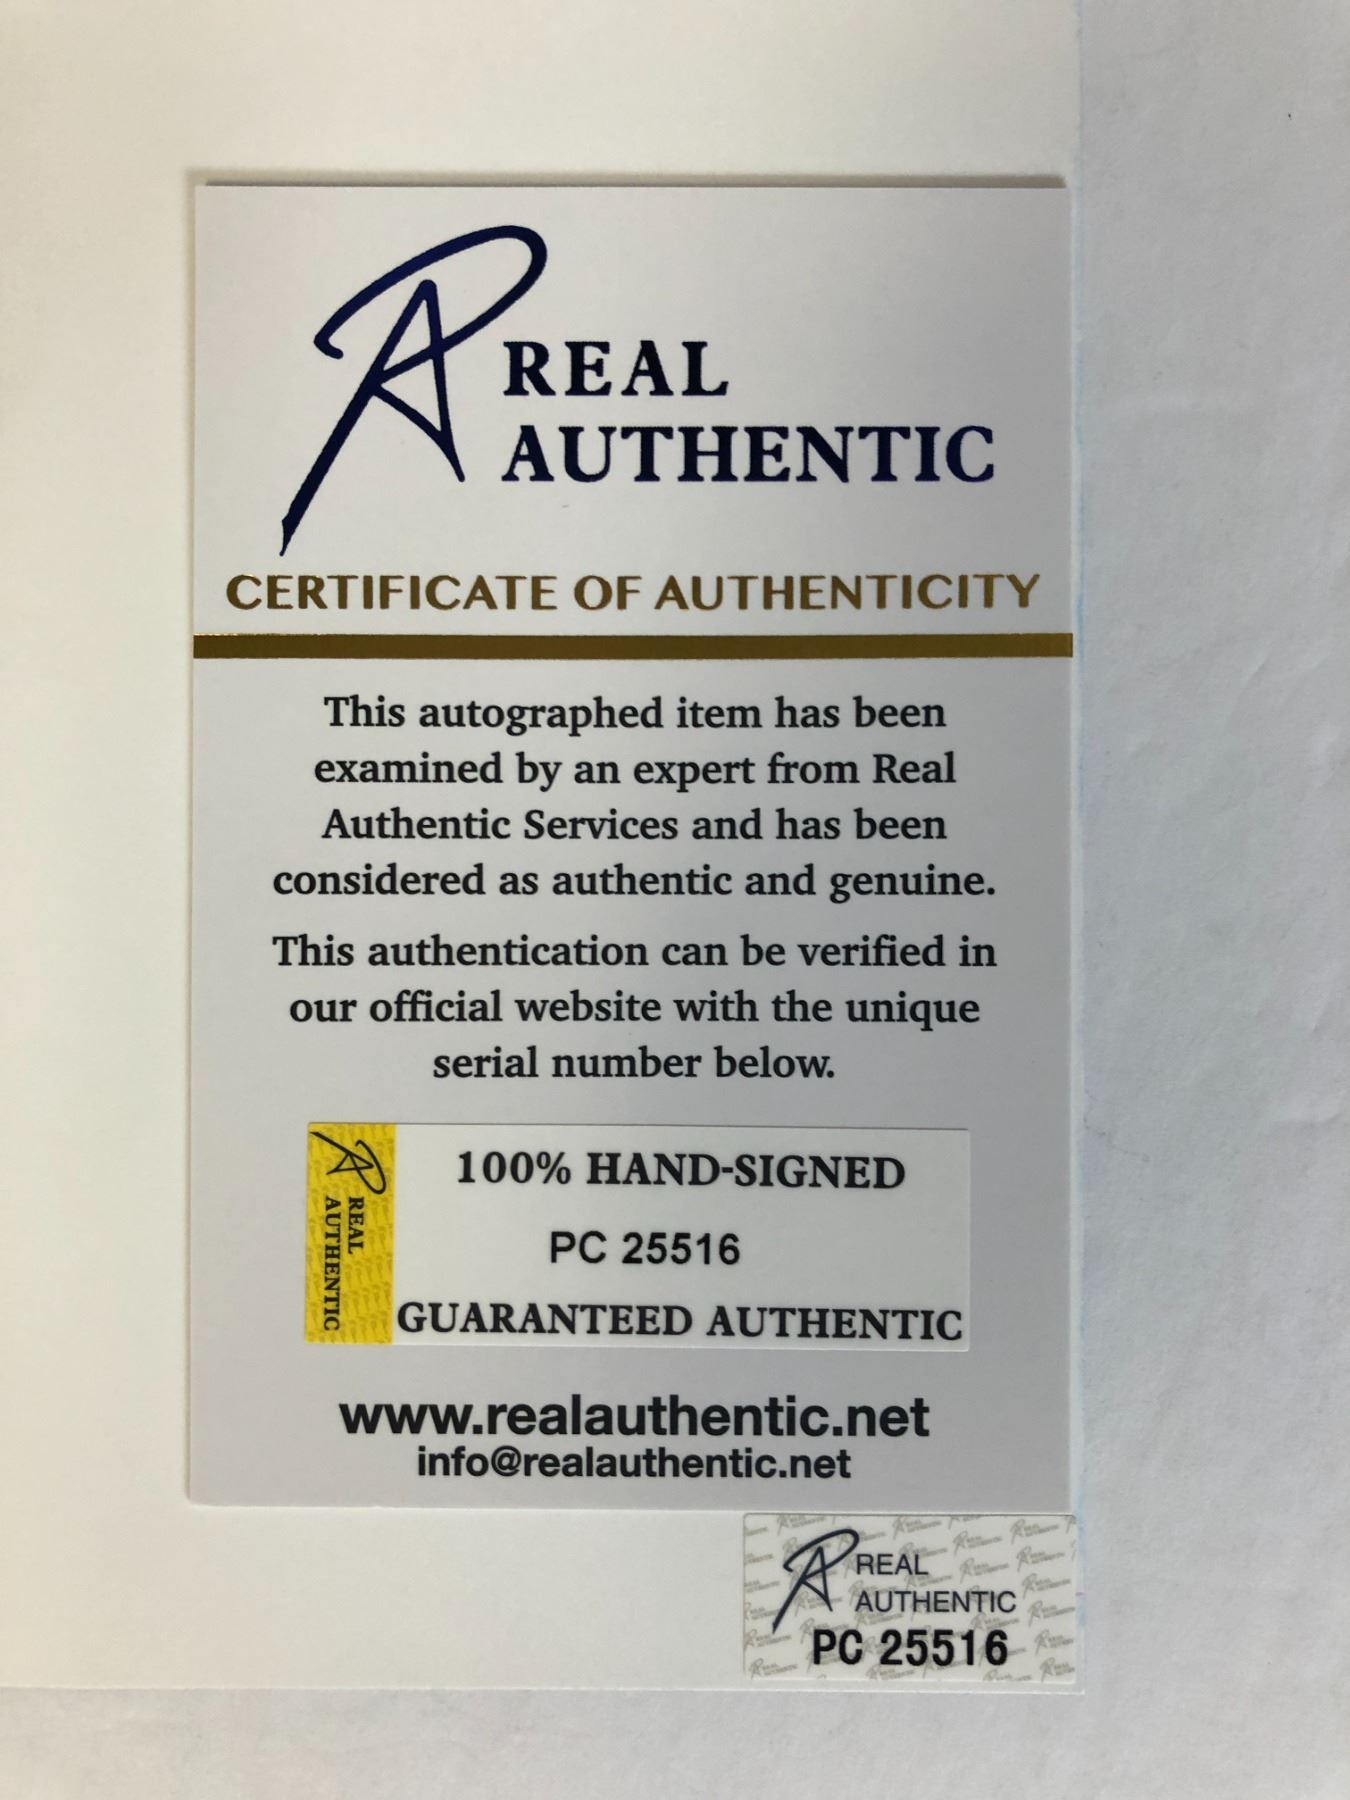 REAL
AUTHENTIC
CERTIFICATE OF AUTHENTICITY
This autographed item has been
examined by an expert from Real
Authentic Services and has been
considered as authentic and genuine.
This authentication can be verified in
our official website with the unique
serial number below.
REAL
AUTHENTIC
100% HAND-SIGNED
PC 25516
GUARANTEED AUTHENTIC
www.realauthentic.net
info@realauthentic.net
REAL
AUTHENTIC
PC 25516